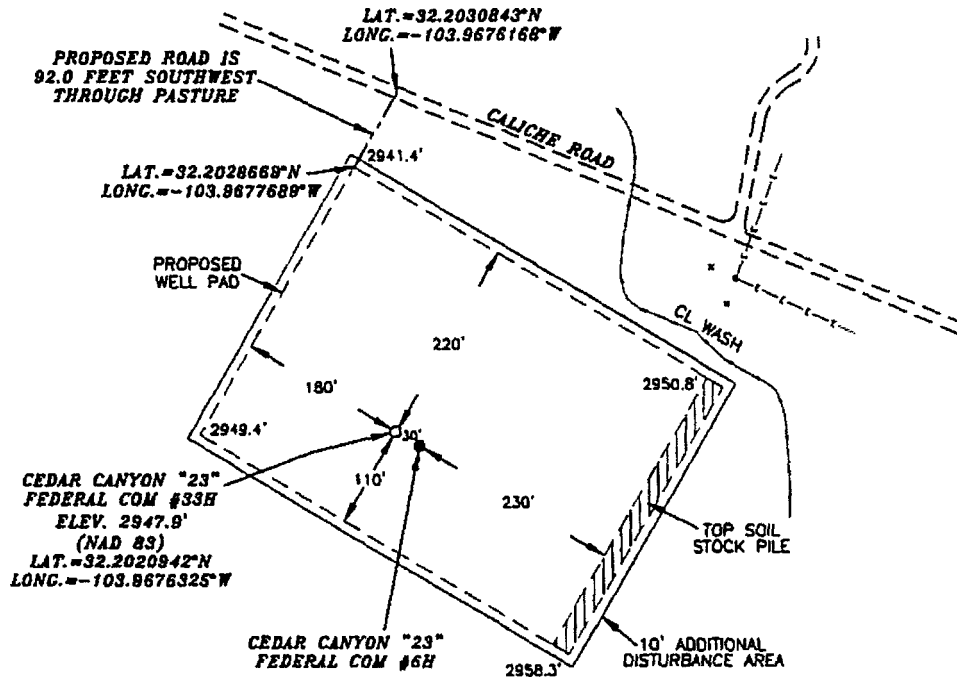 LAT.=32.2030843°N
LONG.=-103.9676168°W
PROPOSED ROAD IS
92.0 FEET SOUTHWEST
THROUGH PASTURE
CALICHE ROAD
2941.4'
LAT.=32.2028669°N
LONG.=-103.9677689°W
PROPOSED
WELL PAD
CL WASH
220'
180'
2950.8'
2949.4'
30'
110'
230'
CEDAR CANYON "23"
FEDERAL COM #33H
ELEV. 2947.9'
(NAD 83)
LAT.=32.2020942°N
LONG.=-103.9676325°W
TOP SOIL
STOCK PILE
CEDAR CANYON "23"
FEDERAL COM #6H
2958.3'
10' ADDITIONAL
DISTURBANCE AREA